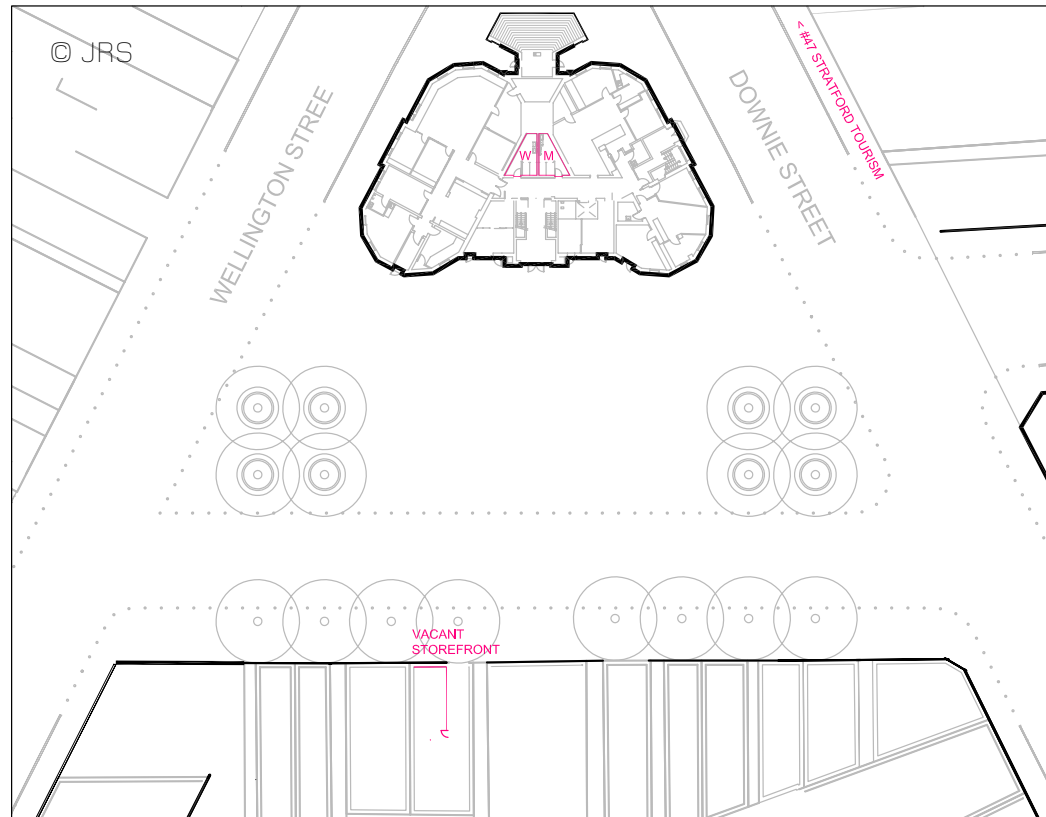 © JRS
WELLINGTON STREE
DOWNIE STREET
< #47 STRATFORD TOURISM
W M
VACANT
STOREFRONT